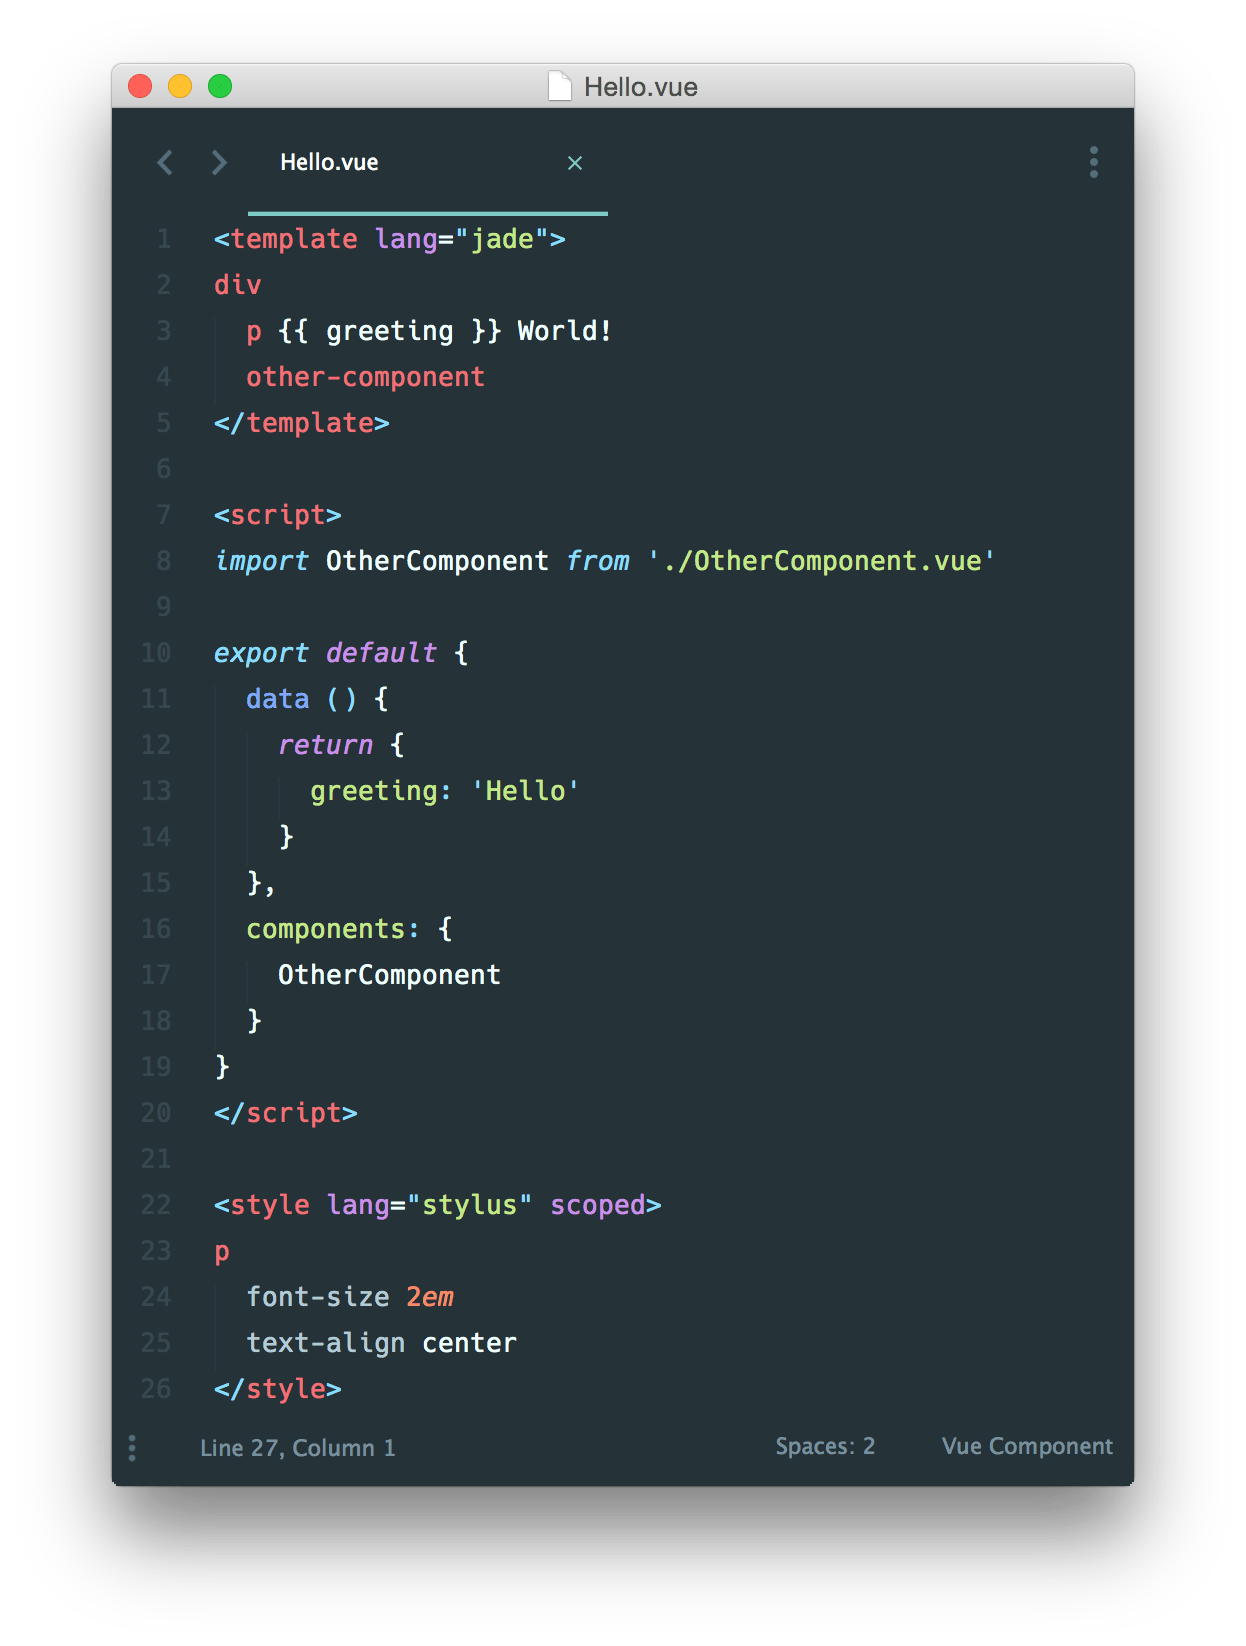 Hello.vue
Hello.vue ×
1 <template lang="jade">
2 div
3   p {{ greeting }} World!
4   other-component
5 </template>
6
7 <script>
8 import OtherComponent from './OtherComponent.vue'
9
10 export default {
11   data () {
12     return {
13       greeting: 'Hello'
14     }
15   },
16   components: {
17     OtherComponent
18   }
19 }
20 </script>
21
22 <style lang="stylus" scoped>
23 p
24   font-size 2em
25   text-align center
26 </style>
Line 27, Column 1 Spaces: 2 Vue Component